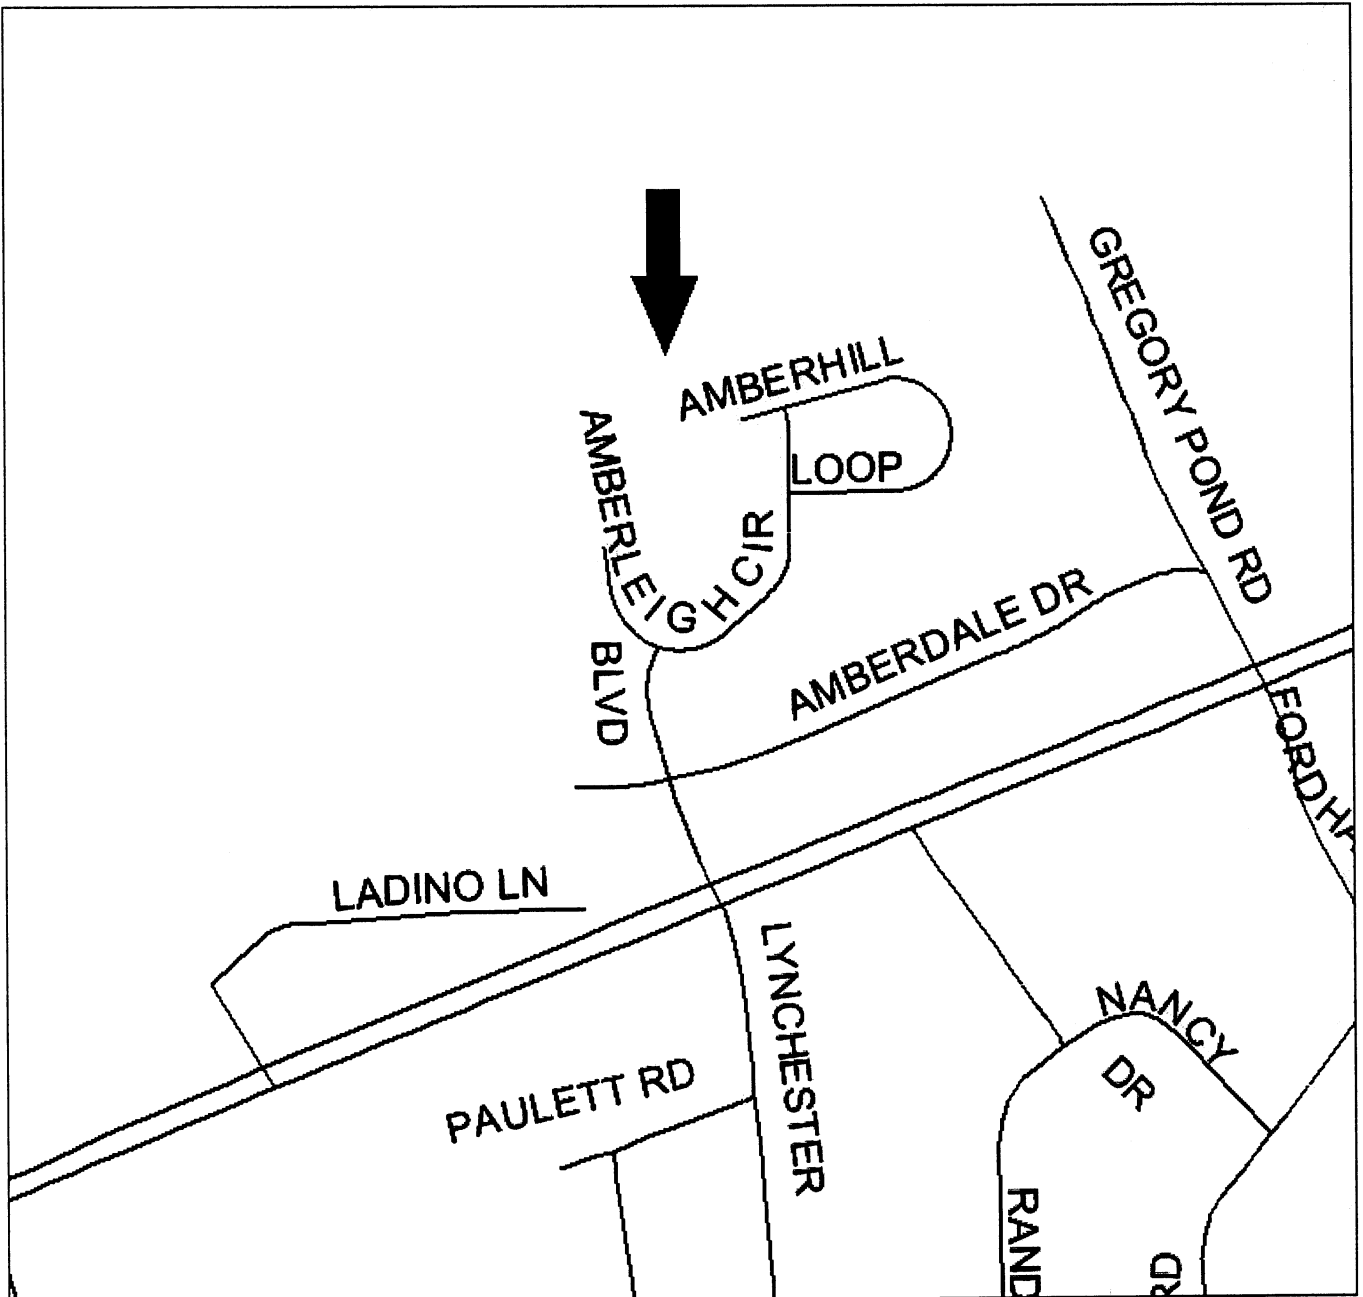 GREGORY POND RD
AMBERHILL
LOOP
AMBERLEIGH CIR
AMBERDALE DR
BLVD
FORDHA
LADINO LN
LYNCHESTER
NANCY
DR
PAULETT RD
RAND